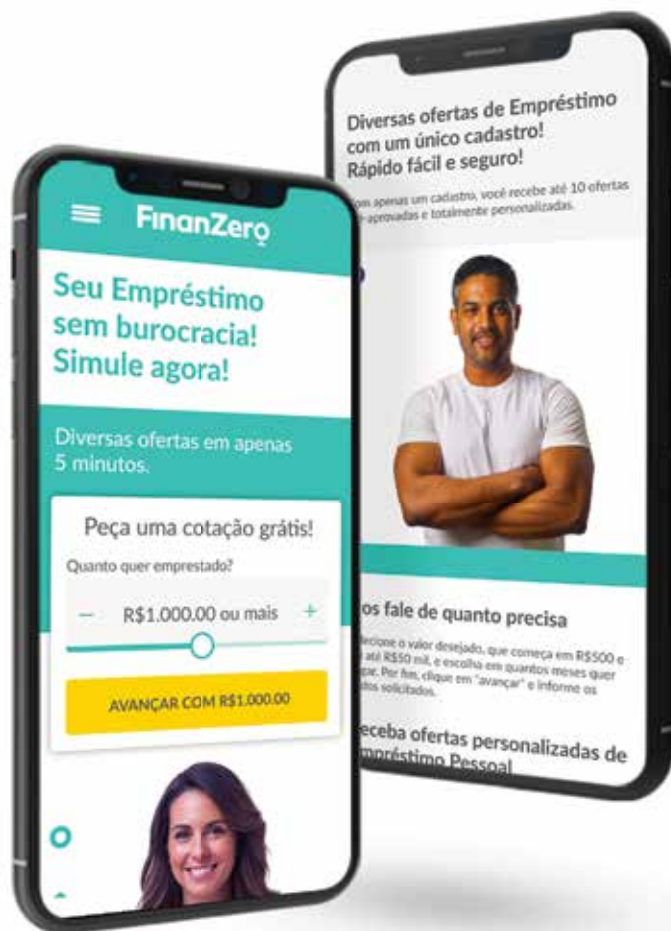 FinanZero
Seu Empréstimo
sem burocracia!
Simule agora!
Diversas ofertas em apenas
5 minutos.
Peça uma cotação grátis!
Quanto quer emprestado?
– R$1.000.00 ou mais +
AVANÇAR COM R$1.000.00
Diversas ofertas de Empréstimo
com um único cadastro!
Rápido fácil e seguro!
apenas um cadastro, você recebe até 10 ofertas
aprovadas e totalmente personalizadas.
fale de quanto precisa
o valor desejado, que começa em R$500 e
até R$50 mil, e escolha em quantos meses quer
Por fim, clique em "avançar" e informe os
solicitados.
ofertas personalizadas de
Pessoal